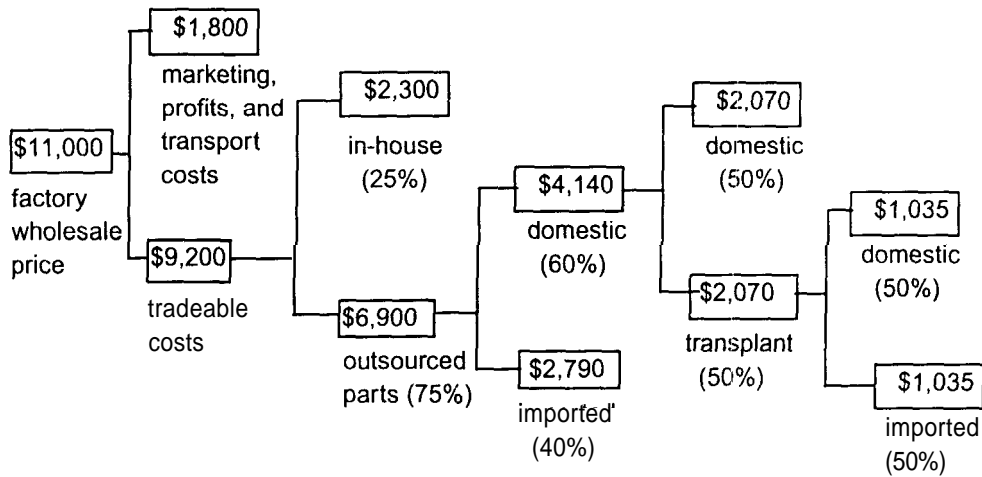 $11,000
factory
wholesale
price
$1,800
marketing,
profits, and
transport
costs
$9,200
tradeable
costs
$2,300
in-house
(25%)
$6,900
outsourced
parts (75%)
$4,140
domestic
(60%)
$2,790
imported'
(40%)
$2,070
domestic
(50%)
$2,070
transplant
(50%)
$1,035
domestic
(50%)
$1,035
imported
(50%)